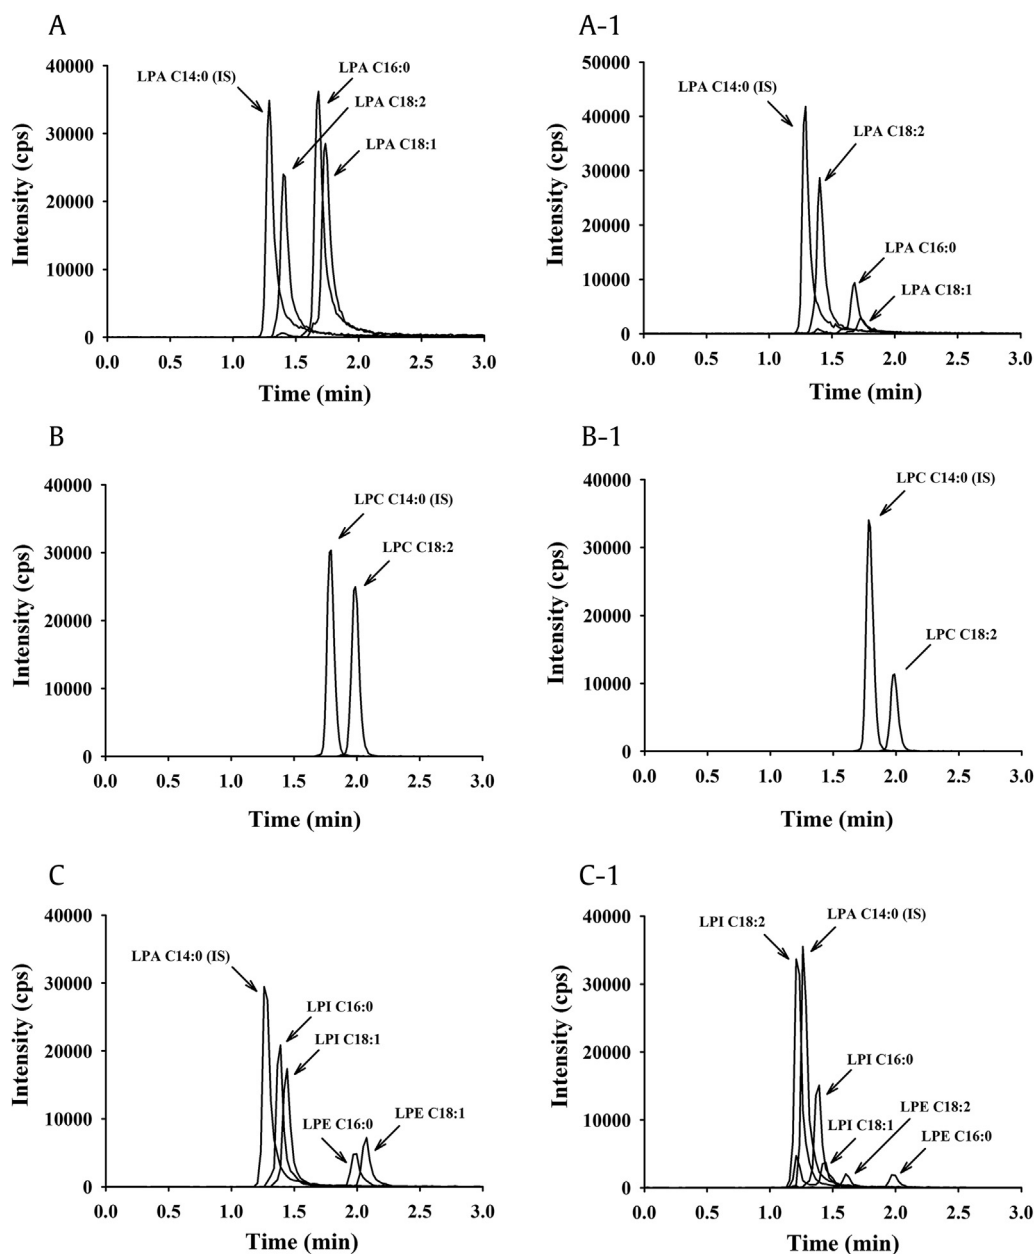 A
40000
30000
20000
10000
0
Intensity (cps)
LPA C14:0 (IS)
LPA C16:0
LPA C18:2
LPA C18:1
0.0 0.5 1.0 1.5 2.0 2.5 3.0
Time (min)
A-1
50000
40000
30000
20000
10000
0
Intensity (cps)
LPA C14:0 (IS)
LPA C18:2
LPA C16:0
LPA C18:1
0.0 0.5 1.0 1.5 2.0 2.5 3.0
Time (min)
B
40000
30000
20000
10000
0
Intensity (cps)
LPC C14:0 (IS)
LPC C18:2
0.0 0.5 1.0 1.5 2.0 2.5 3.0
Time (min)
B-1
40000
30000
20000
10000
0
Intensity (cps)
LPC C14:0 (IS)
LPC C18:2
0.0 0.5 1.0 1.5 2.0 2.5 3.0
Time (min)
C
40000
30000
20000
10000
0
Intensity (cps)
LPA C14:0 (IS)
LPI C16:0
LPI C18:1
LPE C16:0
LPE C18:1
0.0 0.5 1.0 1.5 2.0 2.5 3.0
Time (min)
C-1
40000
30000
20000
10000
0
Intensity (cps)
LPI C18:2
LPA C14:0 (IS)
LPI C16:0
LPI C18:1
LPE C18:2
LPE C16:0
0.0 0.5 1.0 1.5 2.0 2.5 3.0
Time (min)